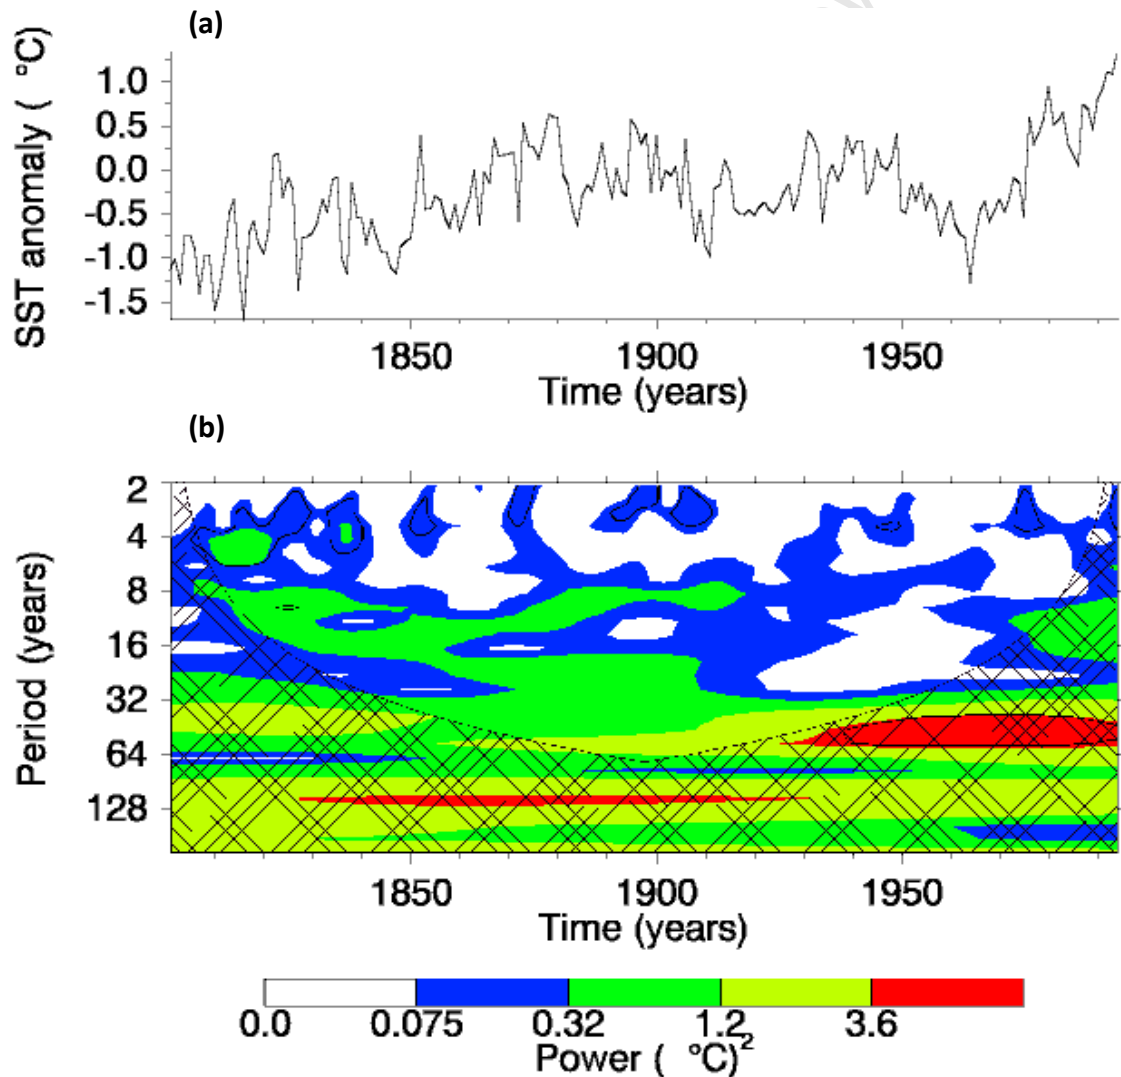 (a)
SST anomaly ( °C)
1.0
0.5
0.0
-0.5
-1.0
-1.5
1850 1900 1950
Time (years)
(b)
Period (years)
2
4
8
16
32
64
128
1850 1900 1950
Time (years)
0.0 0.075 0.32 1.2 3.6
Power ( °C)²